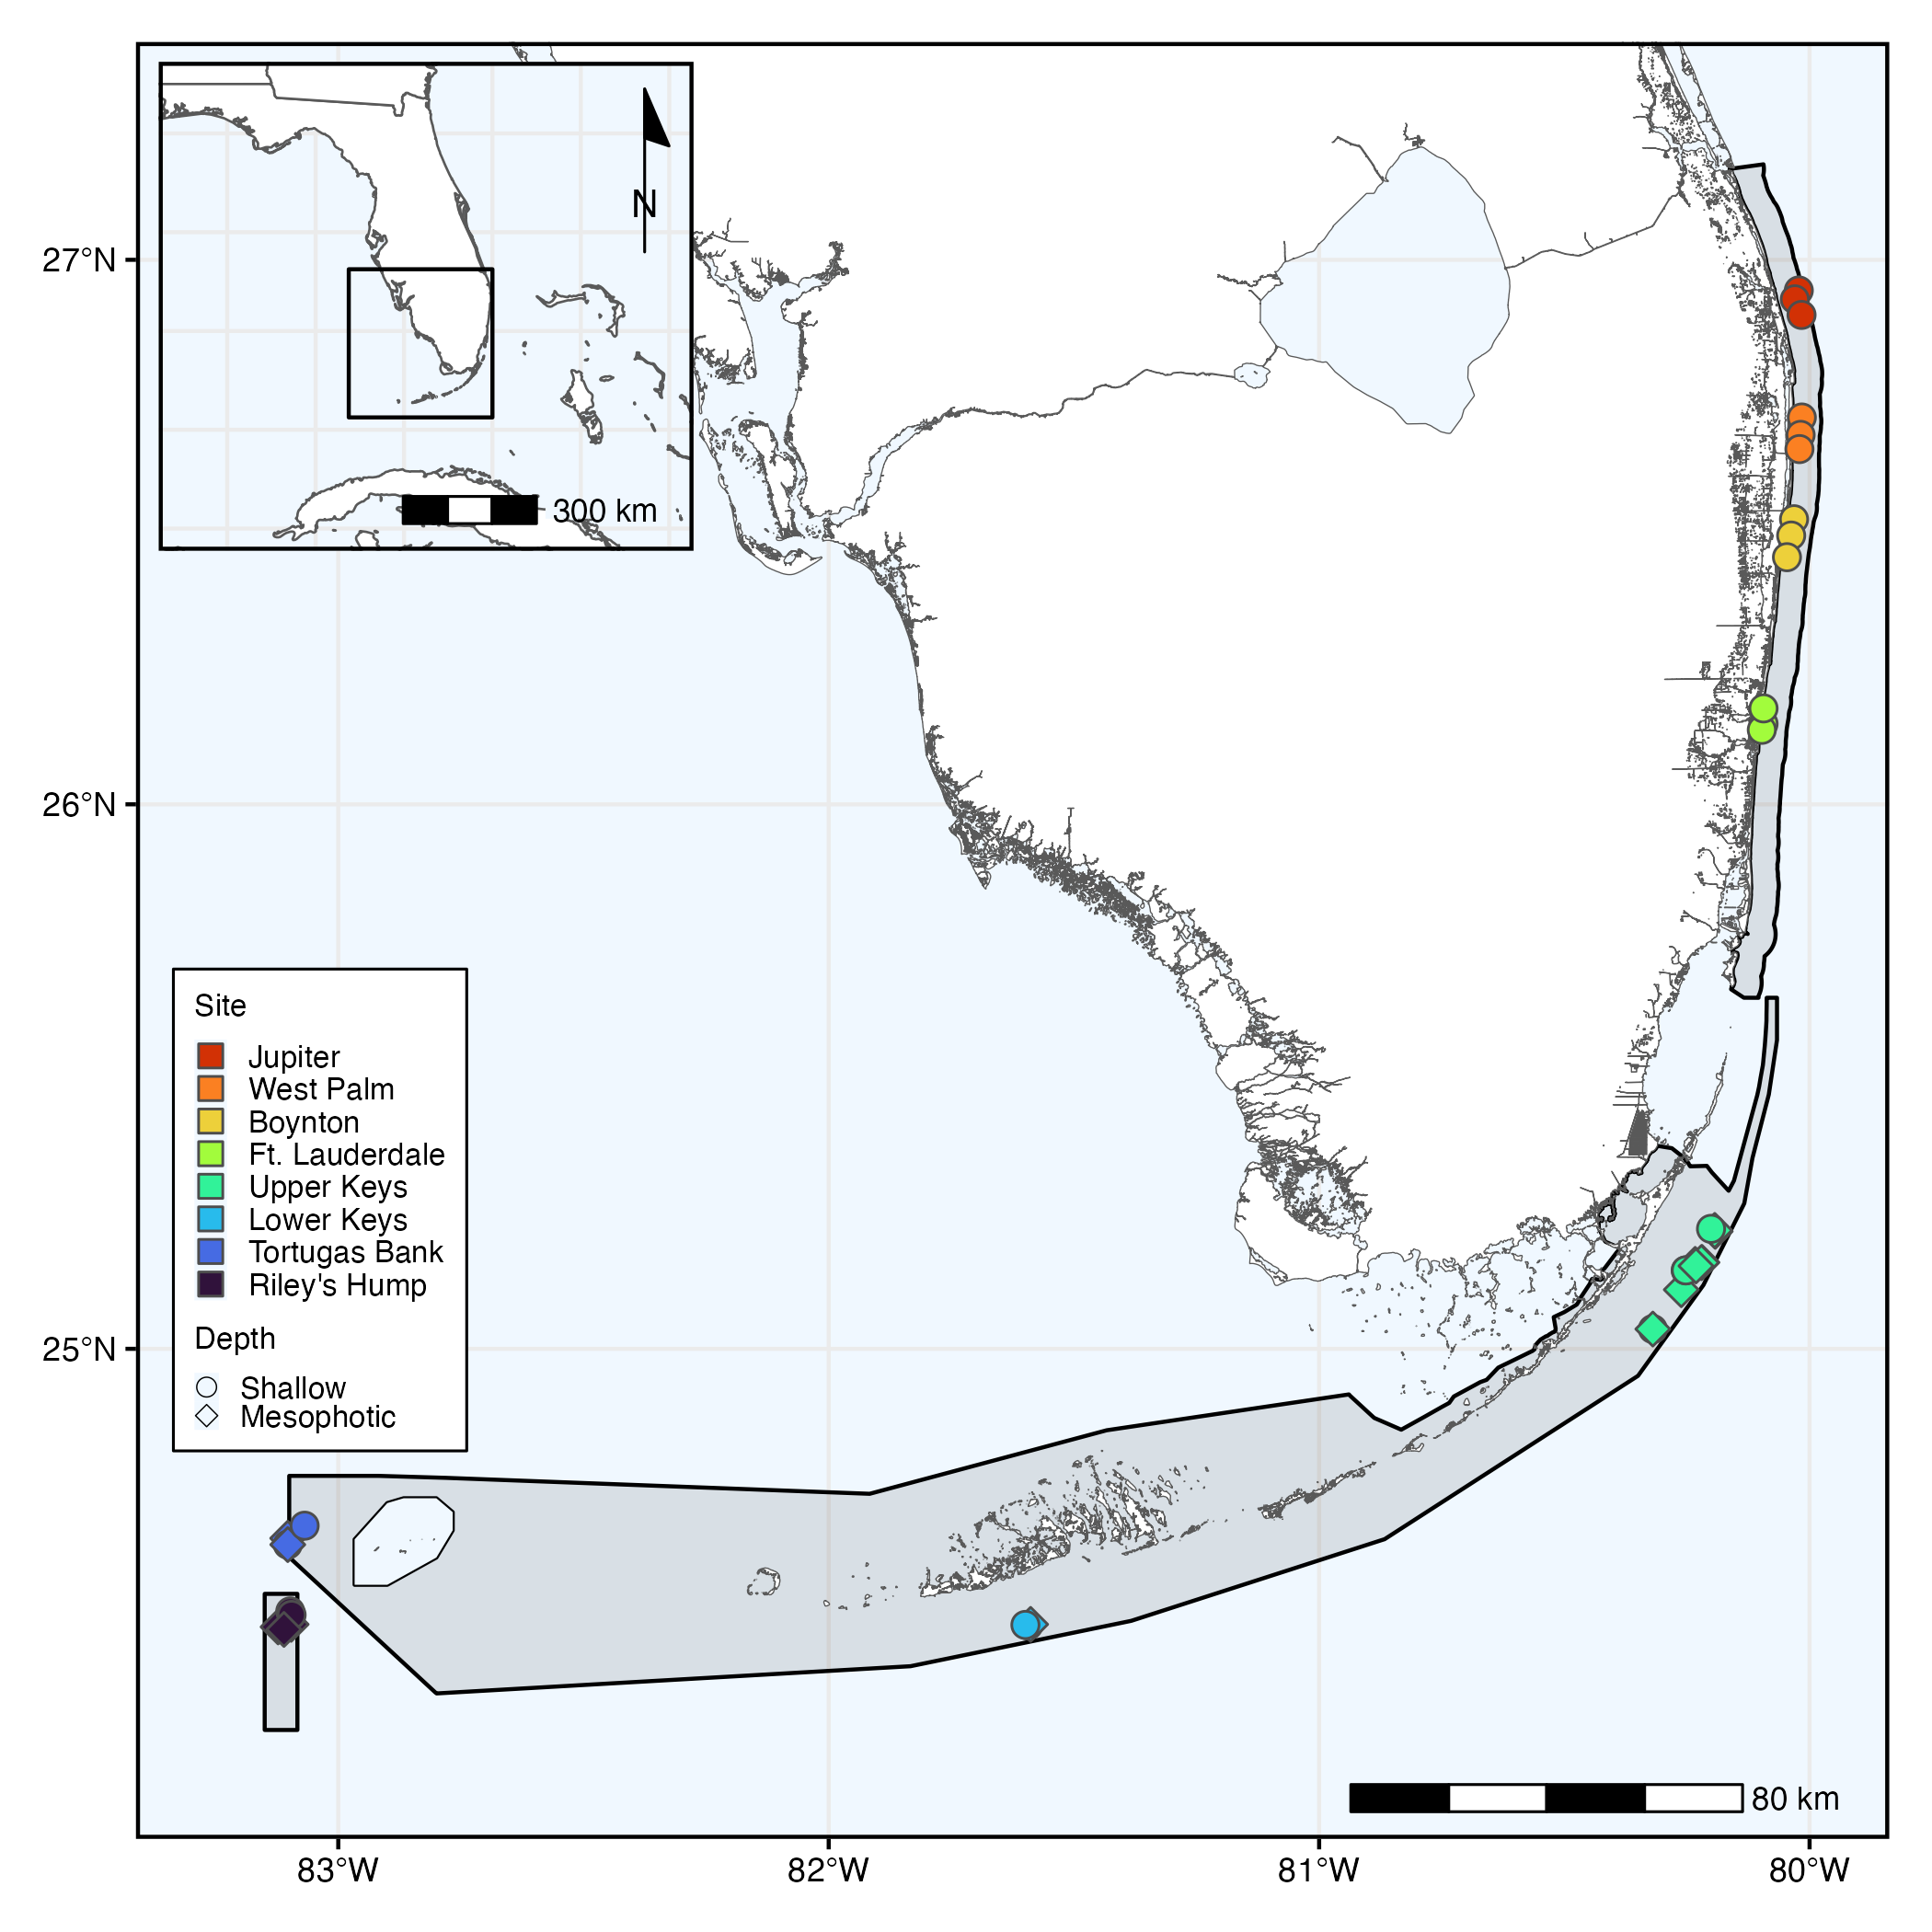 N
300 km
27°N
26°N
25°N
Site
Jupiter
West Palm
Boynton
Ft. Lauderdale
Upper Keys
Lower Keys
Tortugas Bank
Riley's Hump
Depth
Shallow
Mesophotic
80 km
83°W
82°W
81°W
80°W